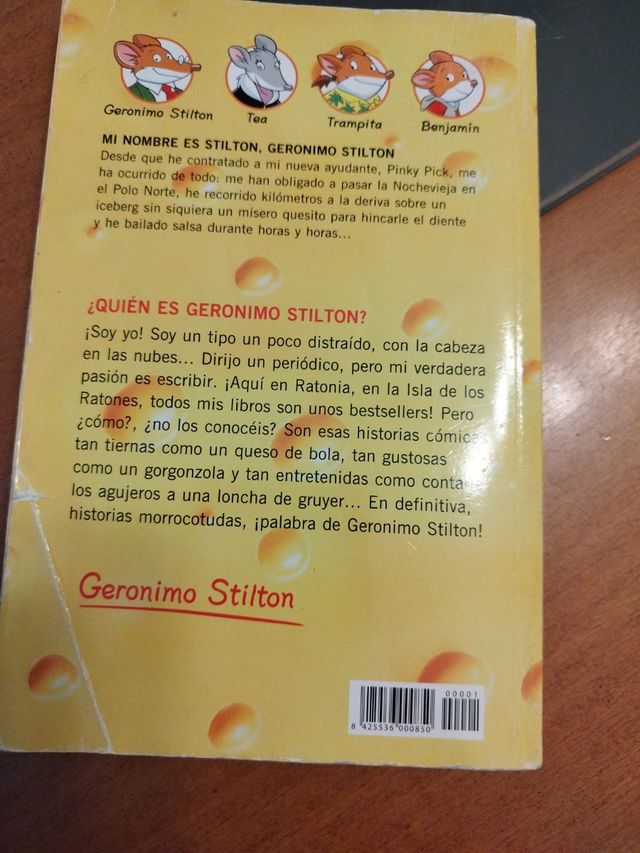 Geronimo Stilton
Tea
Trampita
Benjamín
MI NOMBRE ES STILTON, GERONIMO STILTON
Desde que he contratado a mi nueva ayudante, Pinky Pick, me
ha ocurrido de todo: me han obligado a pasar la Nochevieja en
el Polo Norte, he recorrido kilómetros a la deriva sobre un
iceberg sin siquiera un mísero quesito para hincarle el diente
y he bailado salsa durante horas y horas...
¿QUIÉN ES GERONIMO STILTON?
¡Soy yo! Soy un tipo un poco distraído, con la cabeza
en las nubes... Dirijo un periódico, pero mi verdadera
pasión es escribir. ¡Aquí en Ratonia, en la Isla de los
Ratones, todos mis libros son unos bestsellers! Pero
¿cómo?, ¿no los conocéis? Son esas historias
tan tiernas como un queso de bola, tan gustosas
como un gorgonzola y tan entretenidas como
los agujeros a una loncha de gruyer... En definitiva,
historias morrocotudas, ¡palabra de Geronimo Stilton!
Geronimo Stilton
00001
8 425536 000850